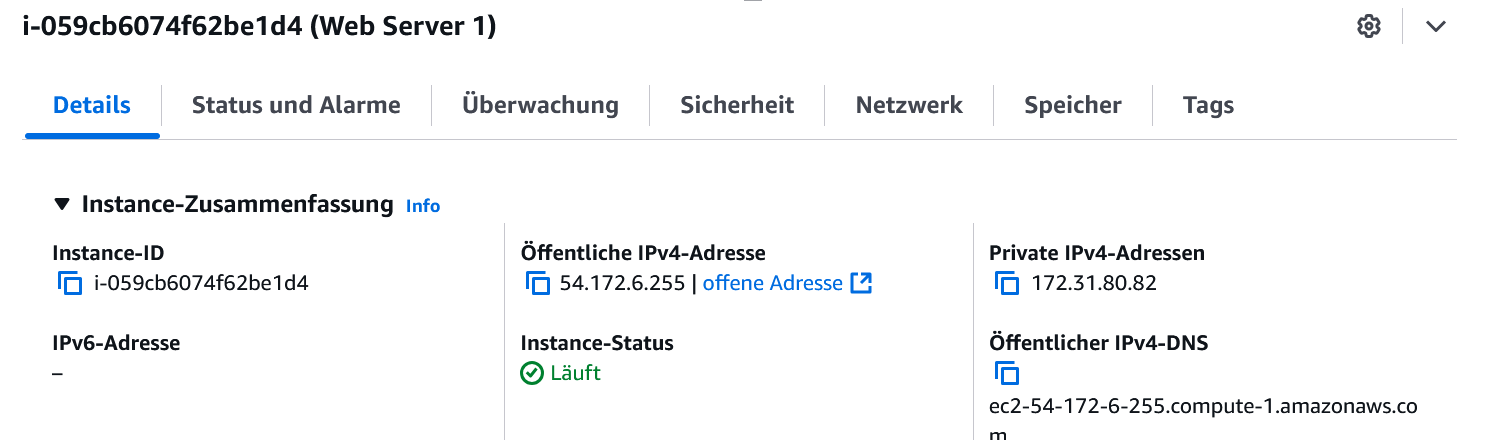 i-059cb6074f62be1d4 (Web Server 1)
Details
Status und Alarme
Überwachung
Sicherheit
Netzwerk
Speicher
Tags
Instance-Zusammenfassung Info
Instance-ID
i-059cb6074f62be1d4
Öffentliche IPv4-Adresse
54.172.6.255 | offene Adresse
Private IPv4-Adressen
172.31.80.82
IPv6-Adresse
–
Instance-Status
Läuft
Öffentlicher IPv4-DNS
ec2-54-172-6-255.compute-1.amazonaws.co
m